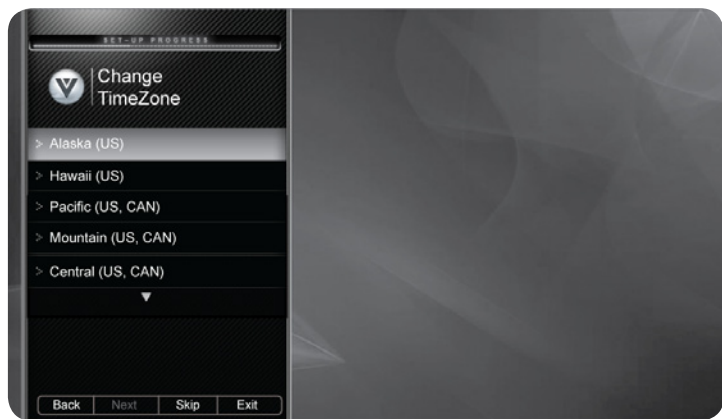 SET-UP PROGRESS
Change
TimeZone
> Alaska (US)
> Hawaii (US)
> Pacific (US, CAN)
> Mountain (US, CAN)
> Central (US, CAN)
Back Next Skip Exit